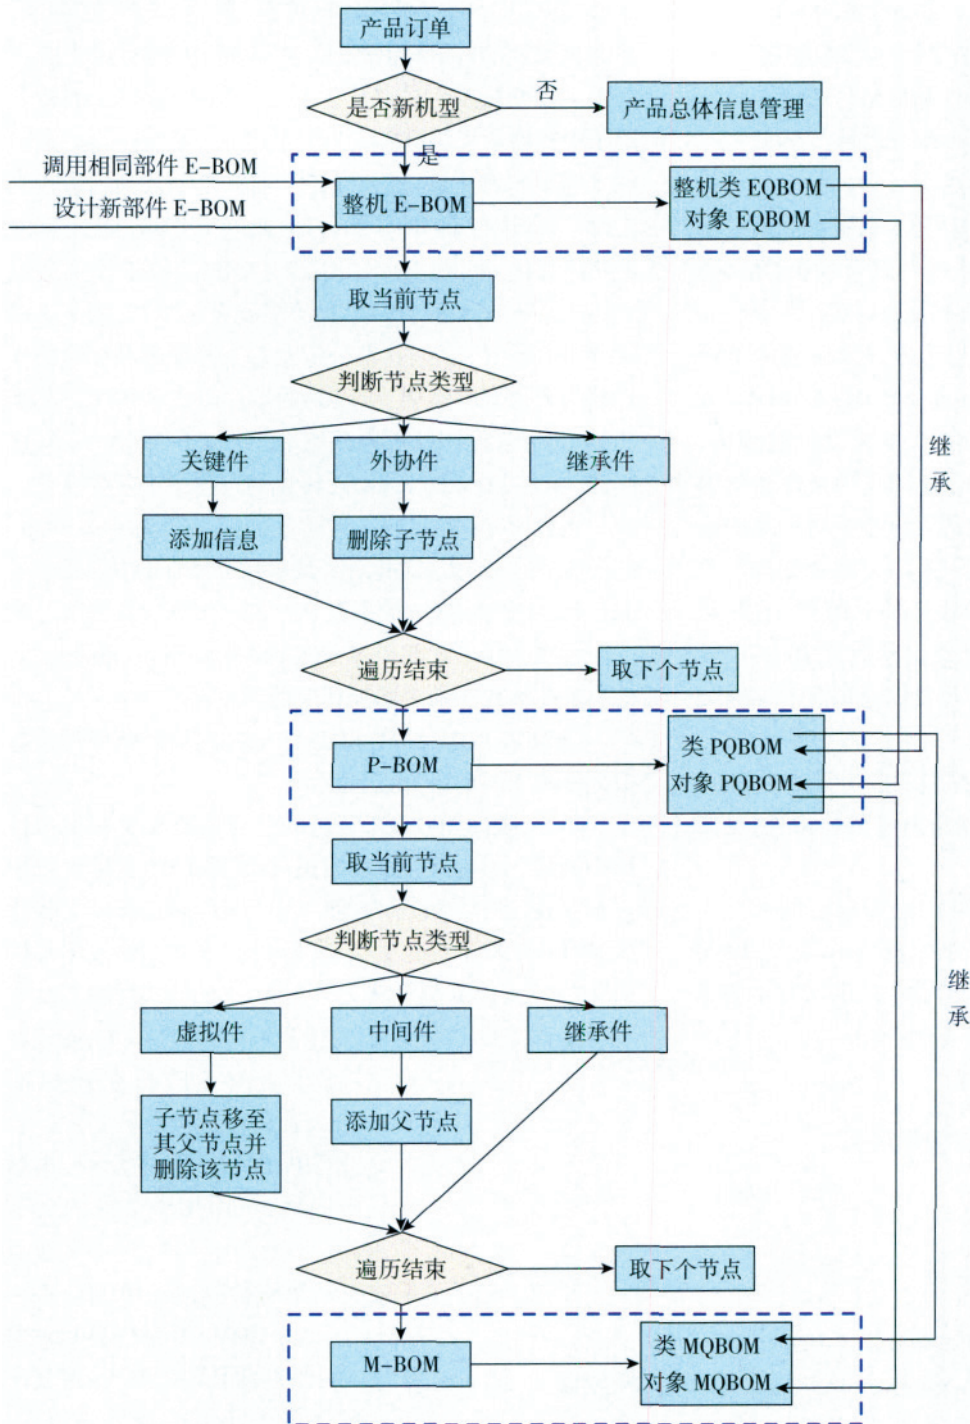 产品订单
是否新机型
否
产品总体信息管理
是
调用相同部件 E-BOM
设计新部件 E-BOM
整机 E-BOM
整机类 EQBOM
对象 EQBOM
取当前节点
判断节点类型
关键件
外协件
继承件
继
承
添加信息
删除子节点
遍历结束
取下个节点
P-BOM
类 PQBOM
对象 PQBOM
取当前节点
判断节点类型
继
承
虚拟件
中间件
继承件
子节点移至
其父节点并
删除该节点
添加父节点
遍历结束
取下个节点
M-BOM
类 MQBOM
对象 MQBOM